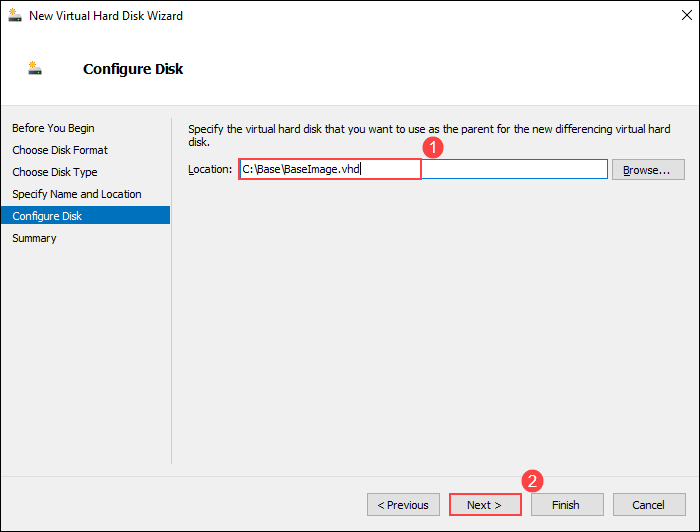 New Virtual Hard Disk Wizard
Configure Disk
Before You Begin
Choose Disk Format
Choose Disk Type
Specify Name and Location
Configure Disk
Summary
Specify the virtual hard disk that you want to use as the parent for the new differencing virtual hard
disk.
1
Location: C:\Base\BaseImage.vhd Browse...
2
< Previous Next > Finish Cancel